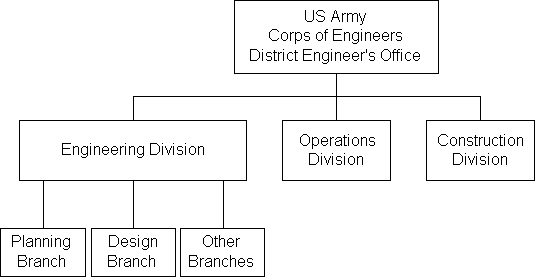 US Army
Corps of Engineers
District Engineer's Office
Engineering Division
Operations
Division
Construction
Division
Planning
Branch
Design
Branch
Other
Branches